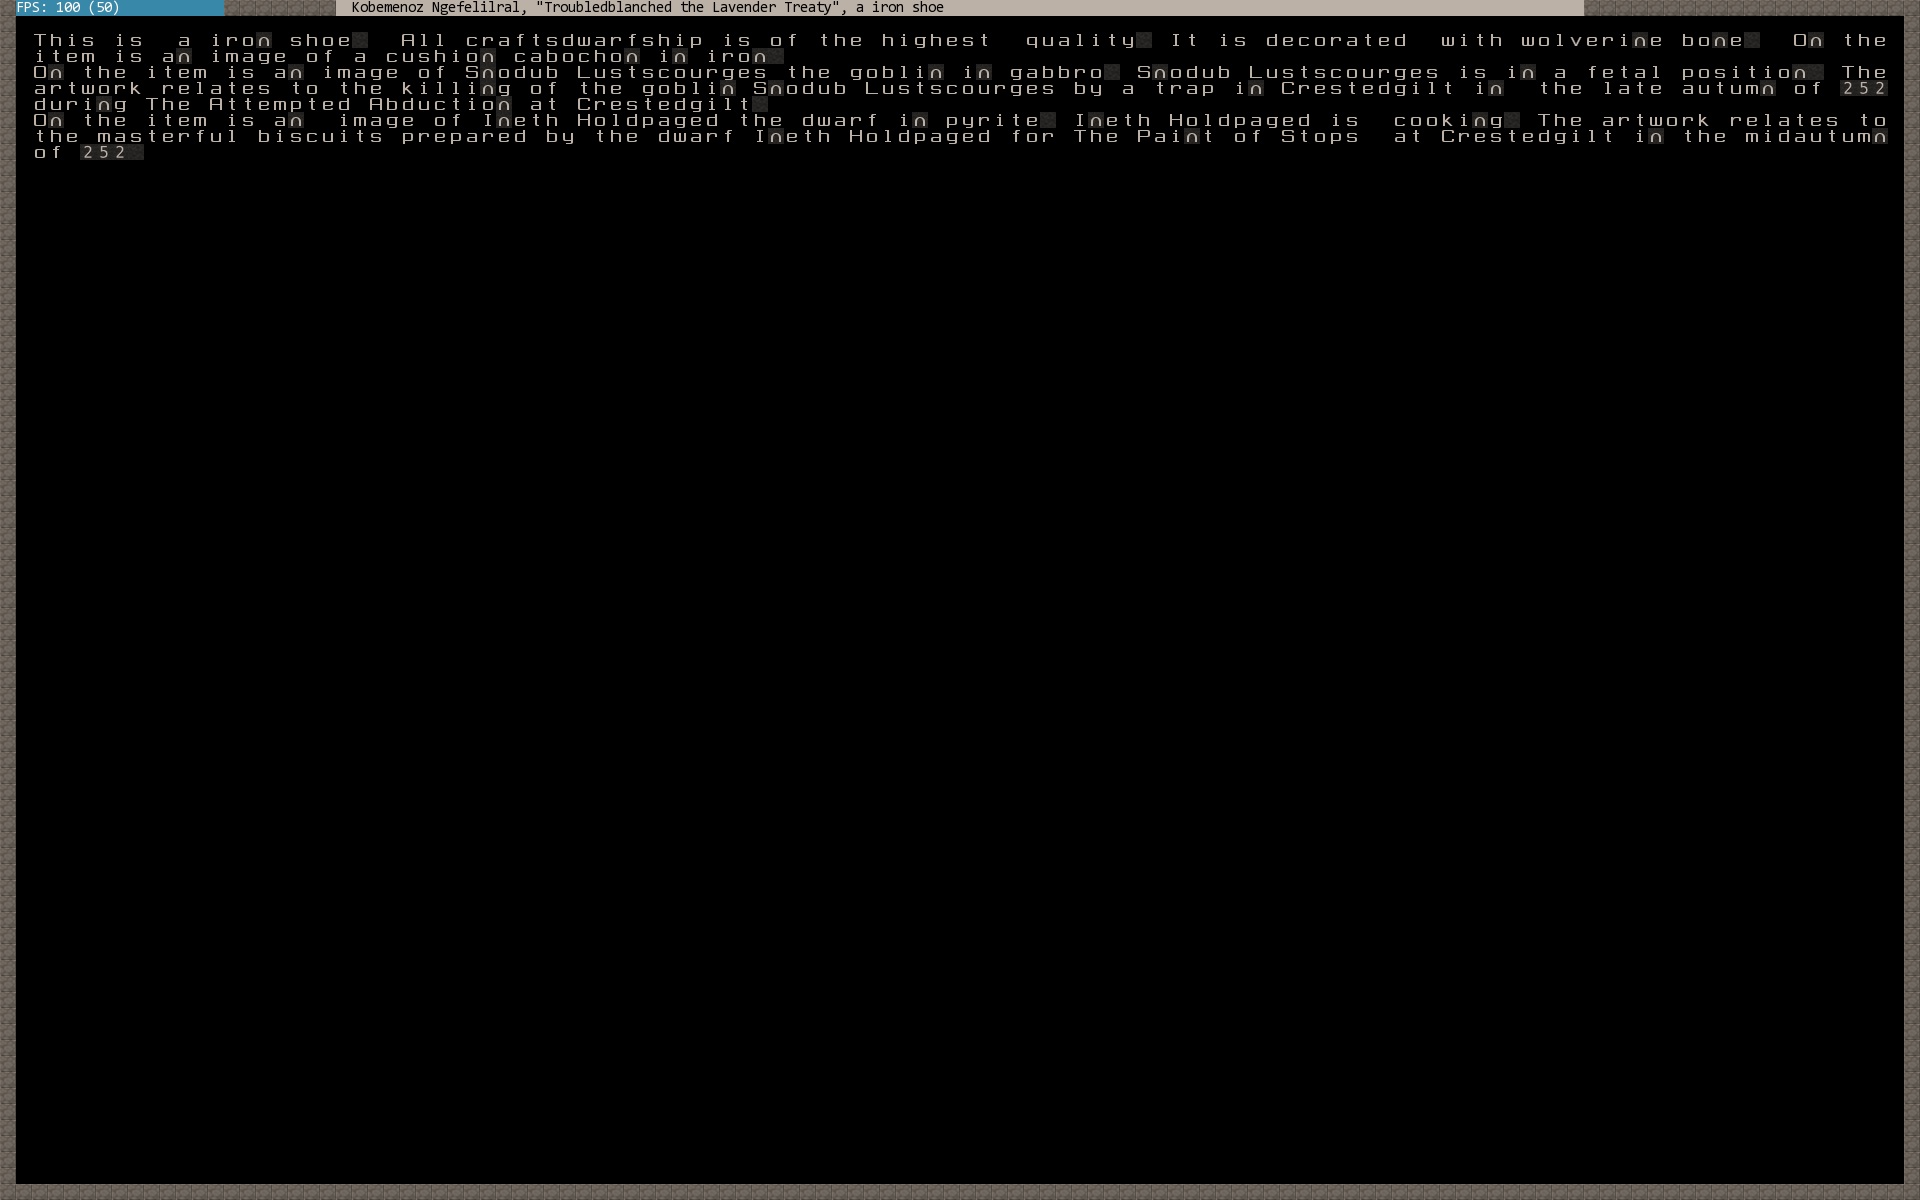 FPS: 100 (50)
Kobemenoz Ngefelilral, "Troubledblanched the Lavender Treaty", a iron shoe
This is a iron shoe. All craftsdwarfship is of the highest quality. It is decorated with wolverine bone. On the
item is an image of a cushion cabochon in iron.
On the item is an image of Snodub Lustscourges the goblin in gabbro. Snodub Lustscourges is in a fetal position. The
artwork relates to the killing of the goblin Snodub Lustscourges by a trap in Crestedgilt in the late autumn of 252
during The Attempted Abduction at Crestedgilt.
On the item is an image of Ineth Holdpaged the dwarf in pyrite. Ineth Holdpaged is cooking. The artwork relates to
the masterful biscuits prepared by the dwarf Ineth Holdpaged for The Paint of Stops at Crestedgilt in the midautumn
of 252.